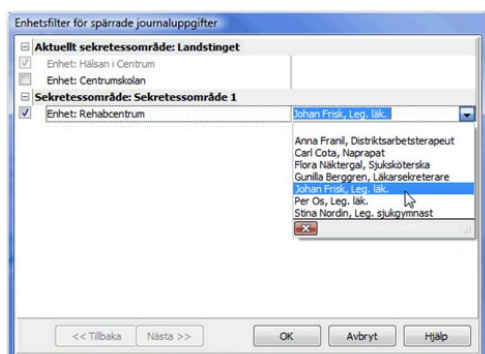 Enhetsfilter för spärrade journaluppgifter
Aktuellt sekretessområde: Landstinget
Enhet: Hälsan i Centrum
Enhet: Centrumskolan
Sekretessområde: Sekretessområde 1
Enhet: Rehabcentrum Johan Frisk, Leg. läk.
Anna Franil, Distriktsarbetsterapeut
Carl Cota, Naprapat
Flora Näktergal, Sjuksköterska
Gunilla Berggren, Läkarsekreterare
Johan Frisk, Leg. läk.
Per Os, Leg. läk.
Stina Nordin, Leg. sjukgymnast
<< Tillbaka Nästa >> OK Avbryt Hjälp